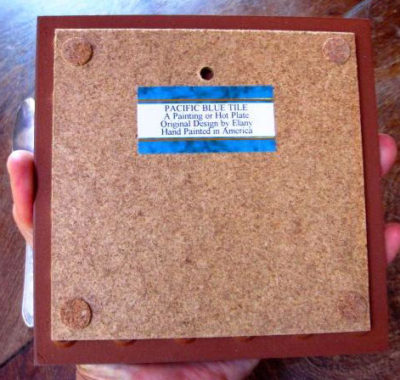 PACIFIC BLUE TILE
A Painting or Hot Plate
Original Design by Elany
Hand Painted in America